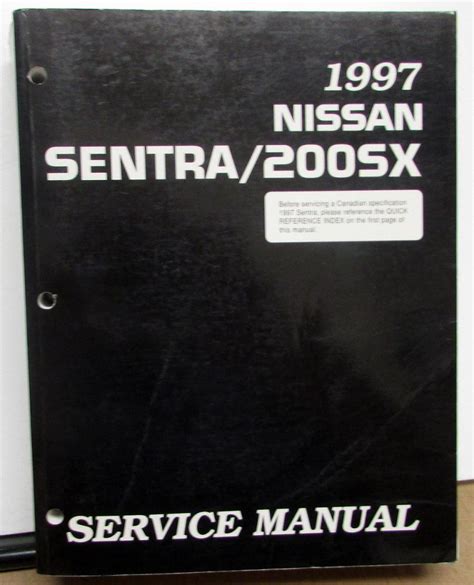 1997
NISSAN
SENTRA/200SX
Before servicing a Canadian specification
1997 Sentra, please reference the QUICK
REFERENCE INDEX on the first page of
this manual.
SERVICE MANUAL